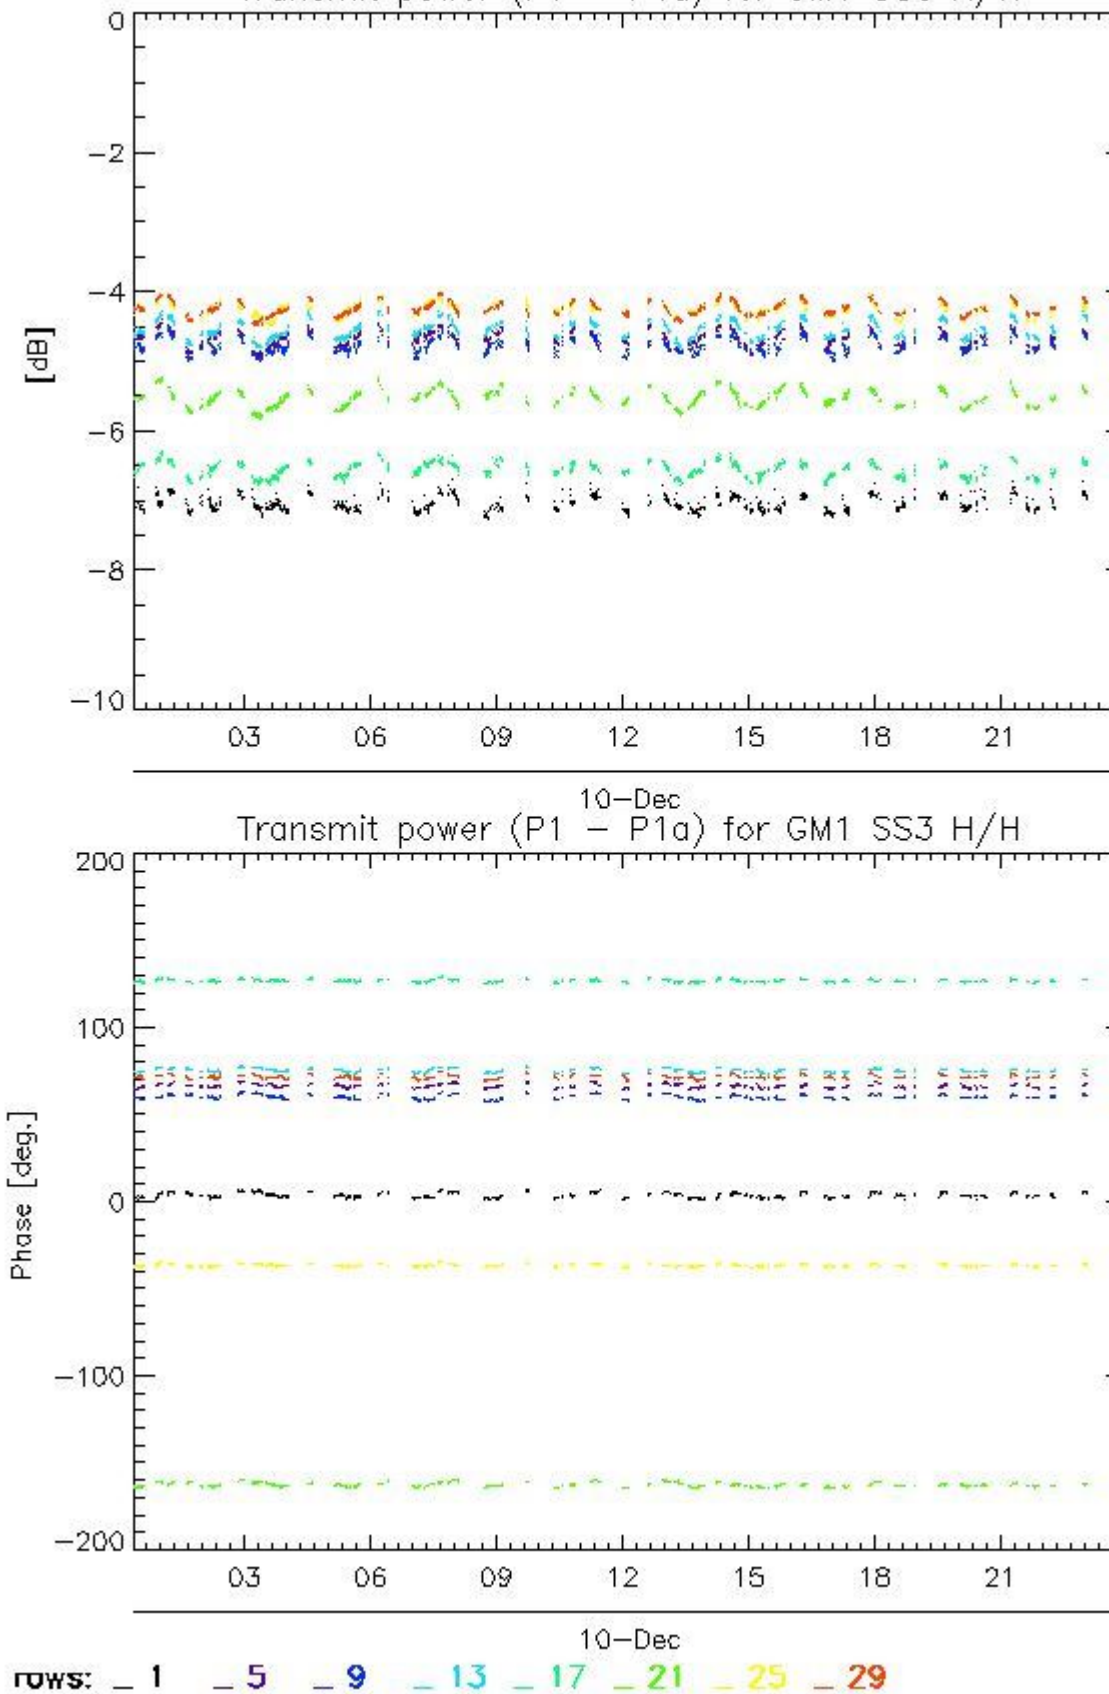 0
−2
−4
−6
−8
−10
[dB]
03 06 09 12 15 18 21
10−Dec
Transmit power (P1 − P1a) for GM1 SS3 H/H
200
100
0
−100
−200
Phase [deg.]
03 06 09 12 15 18 21
10−Dec
rows: _ 1 _ 5 _ 9 _ 13 _ 17 _ 21 _ 25 _ 29